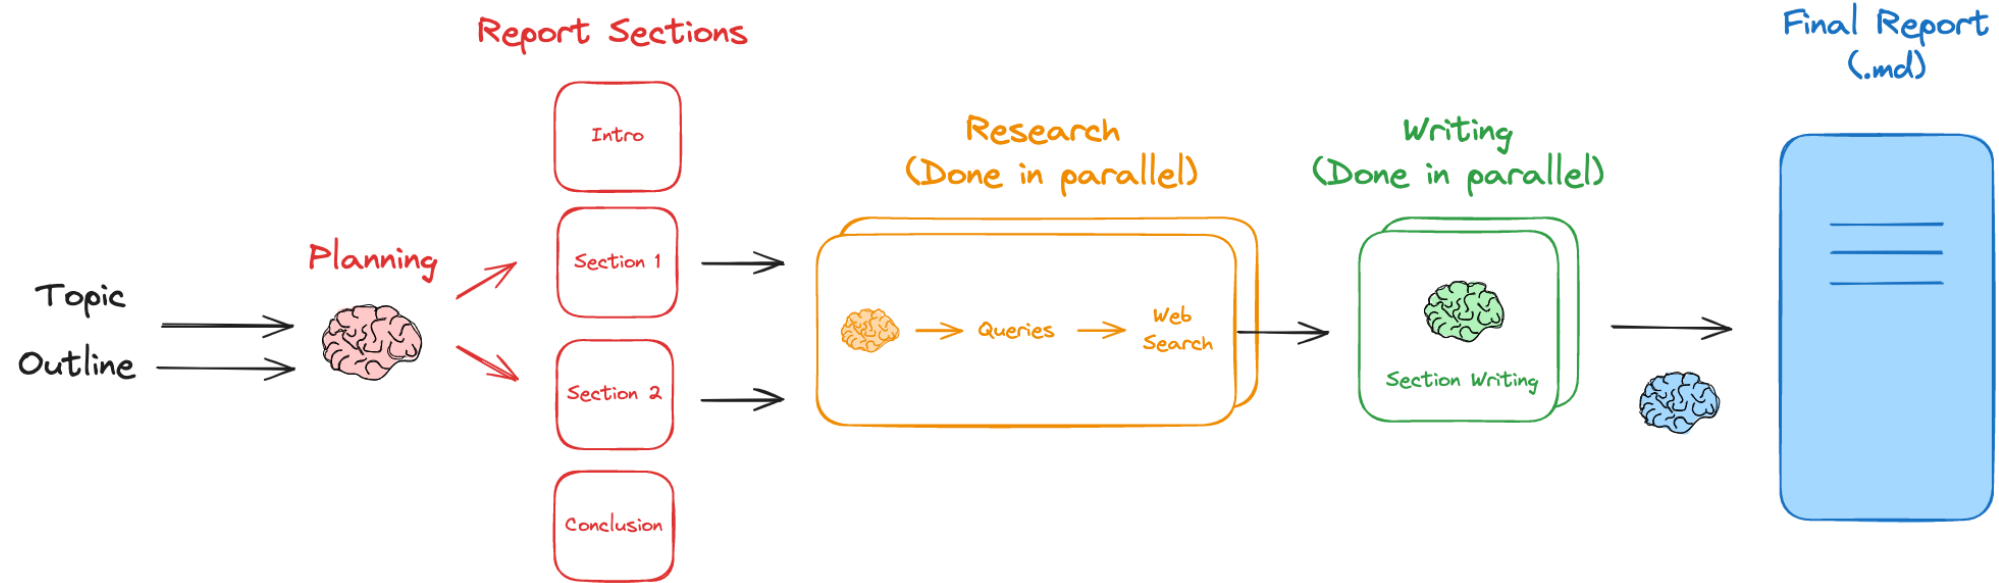 Topic
Outline
Planning
Report Sections
Intro
Section 1
Section 2
Conclusion
Research
(Done in parallel)
Queries
Web
Search
Writing
(Done in parallel)
Section Writing
Final Report
(.md)